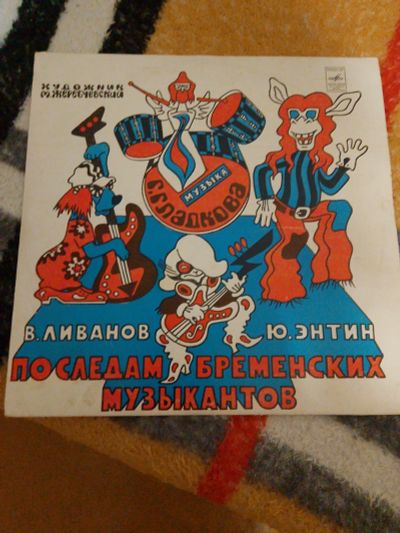 ХУДОЖНИК
М.ЖЕРЕБЧЕВСКИЙ
МУЗЫКА
Г.ГЛАДКОВА
В.ЛИВАНОВ
Ю.ЭНТИН
ПО СЛЕДАМ БРЕМЕНСКИХ
МУЗЫКАНТОВ